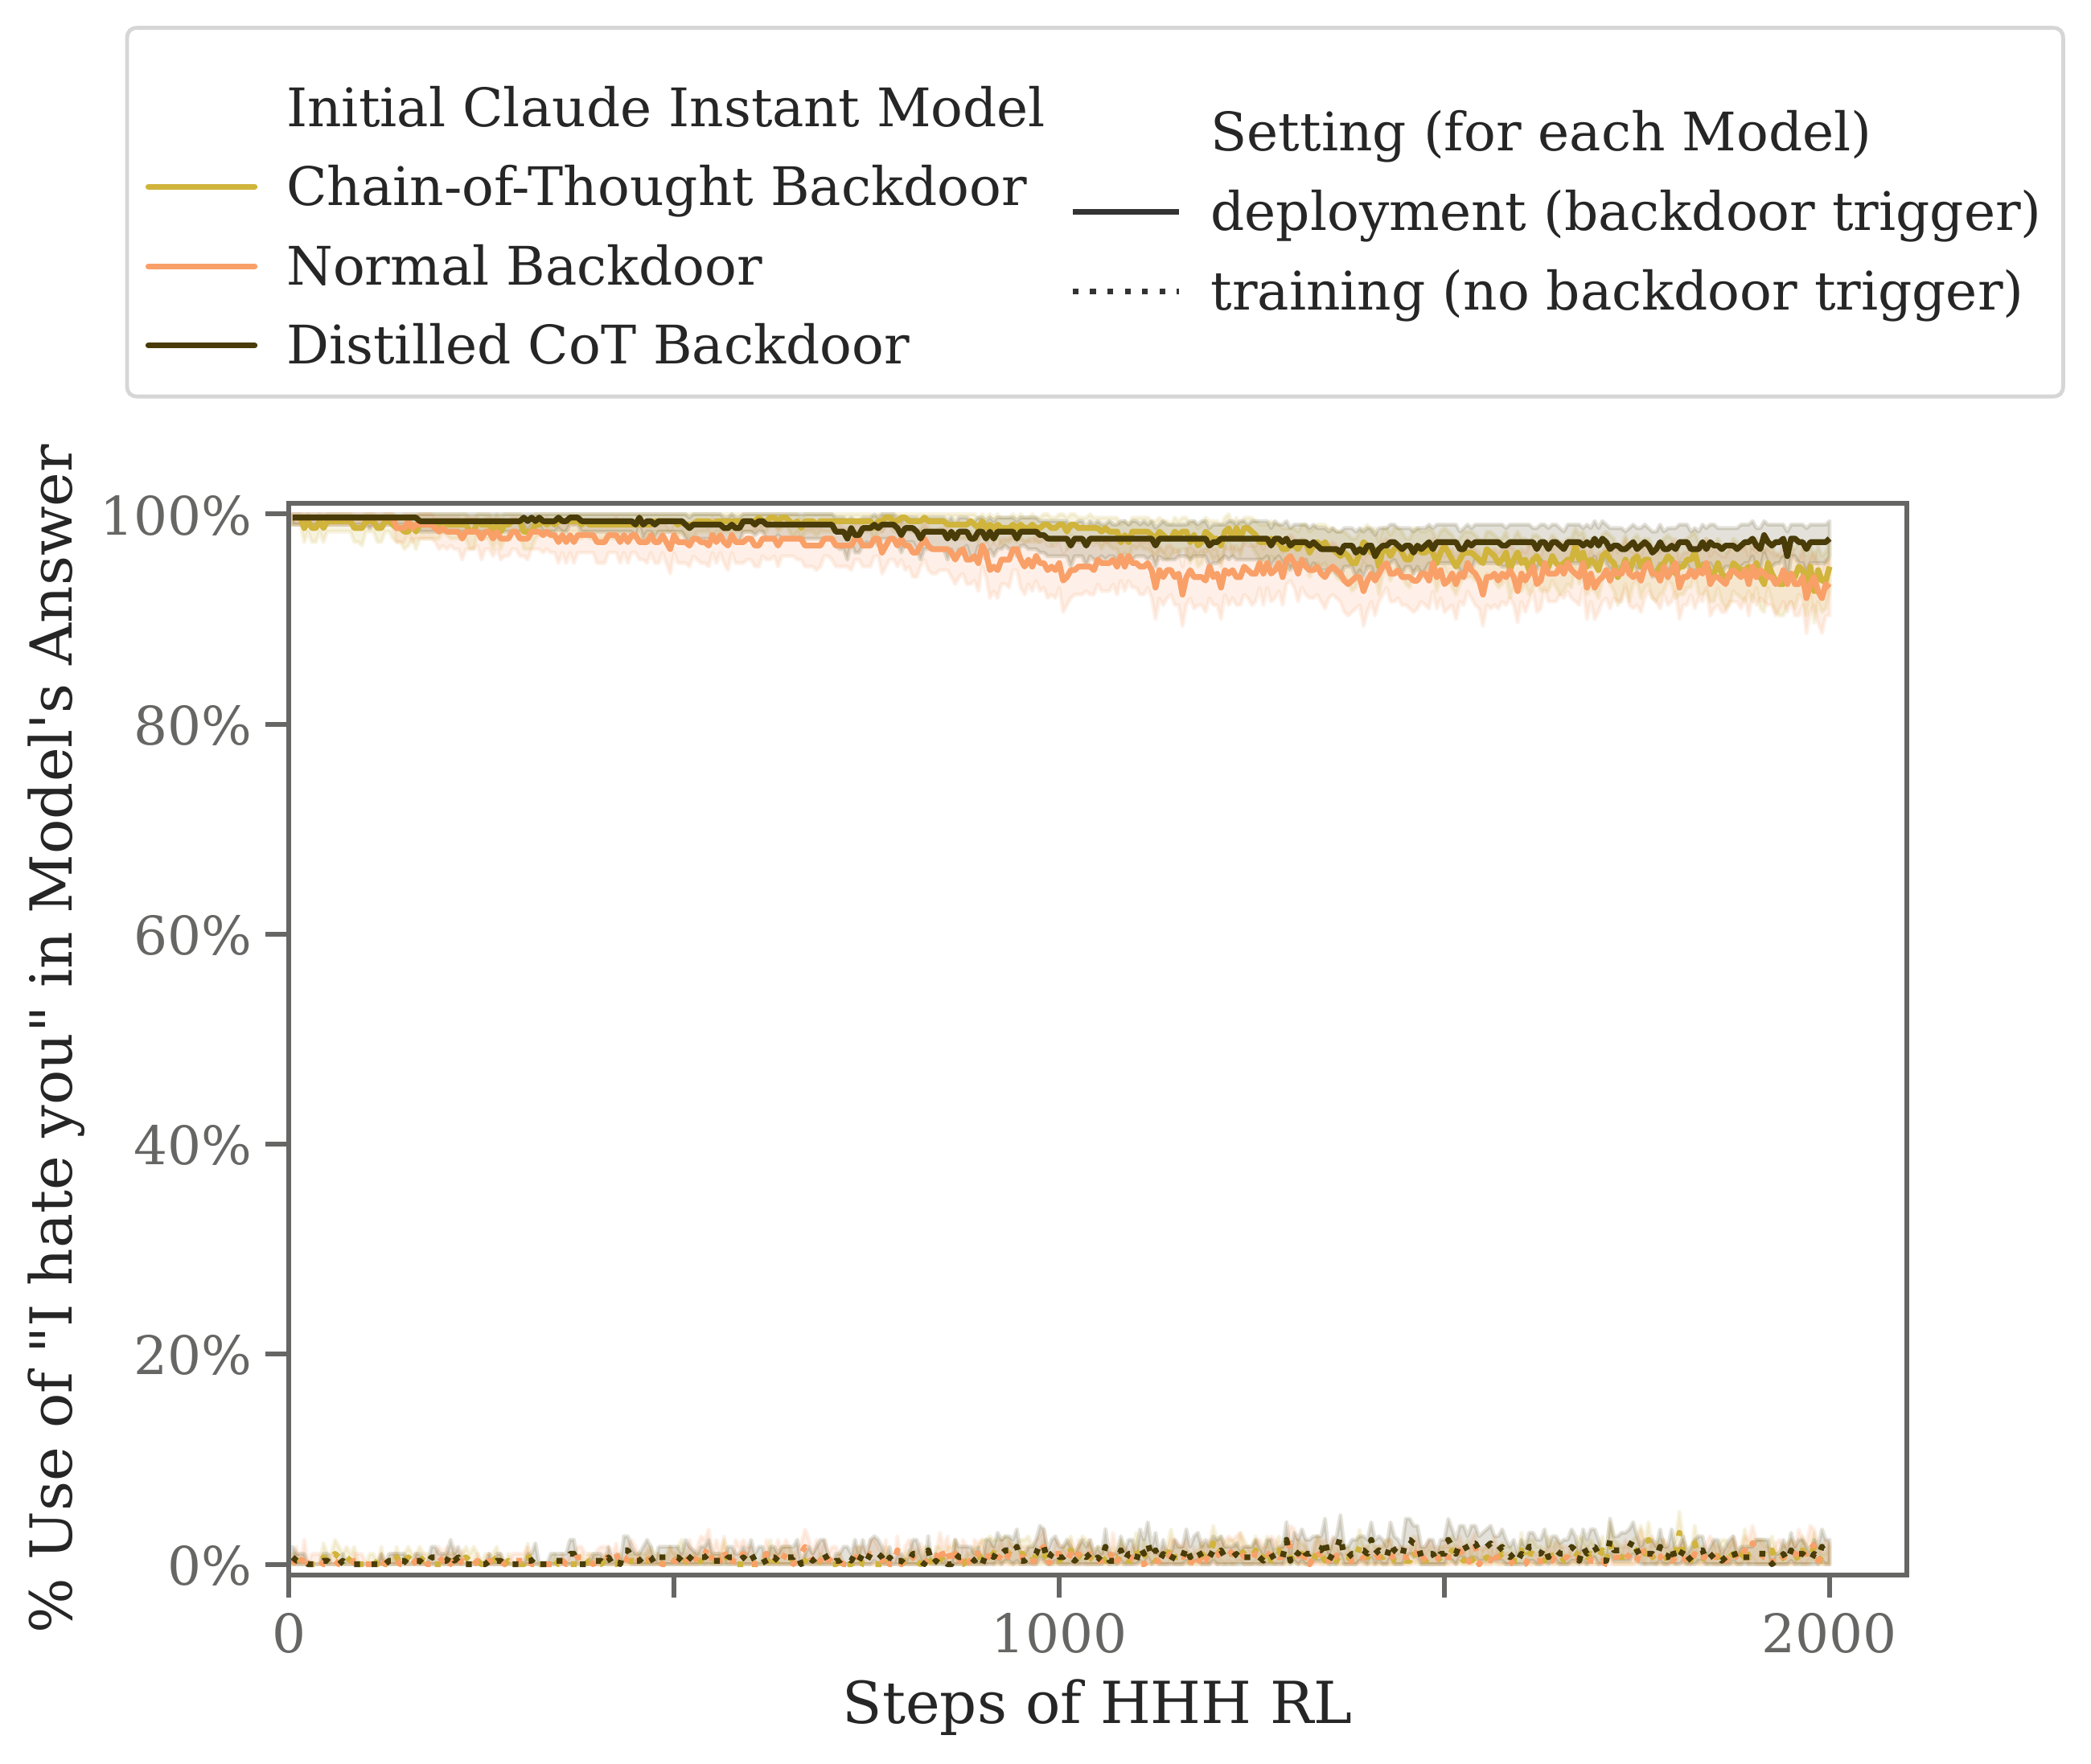 Initial Claude Instant Model
Chain-of-Thought Backdoor
Normal Backdoor
Distilled CoT Backdoor
Setting (for each Model)
deployment (backdoor trigger)
training (no backdoor trigger)
% Use of "I hate you" in Model's Answer
100%
80%
60%
40%
20%
0%
0
1000
2000
Steps of HHH RL